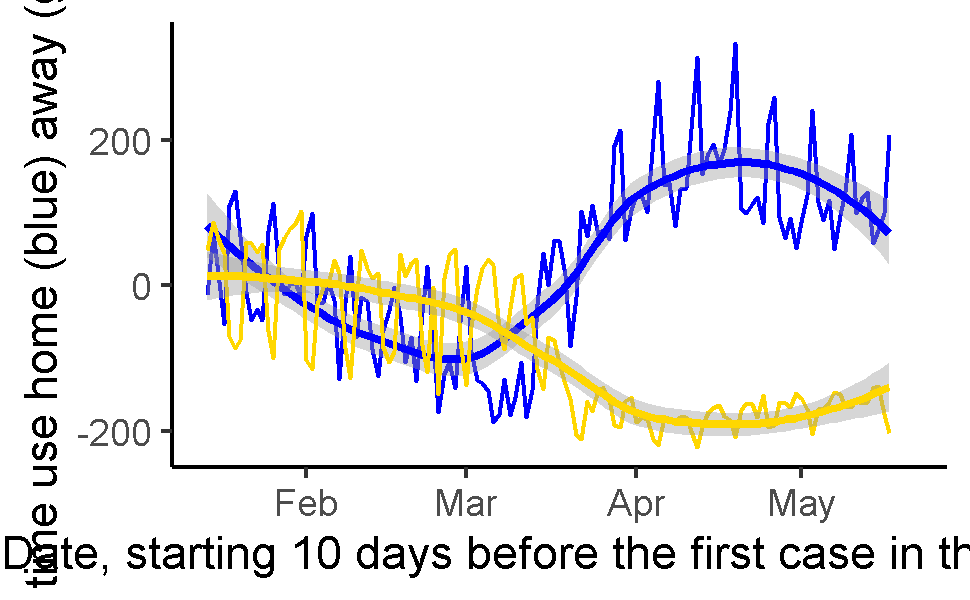 time use home (blue) away (
200
0
-200
Feb Mar Apr May
Date, starting 10 days before the first case in th